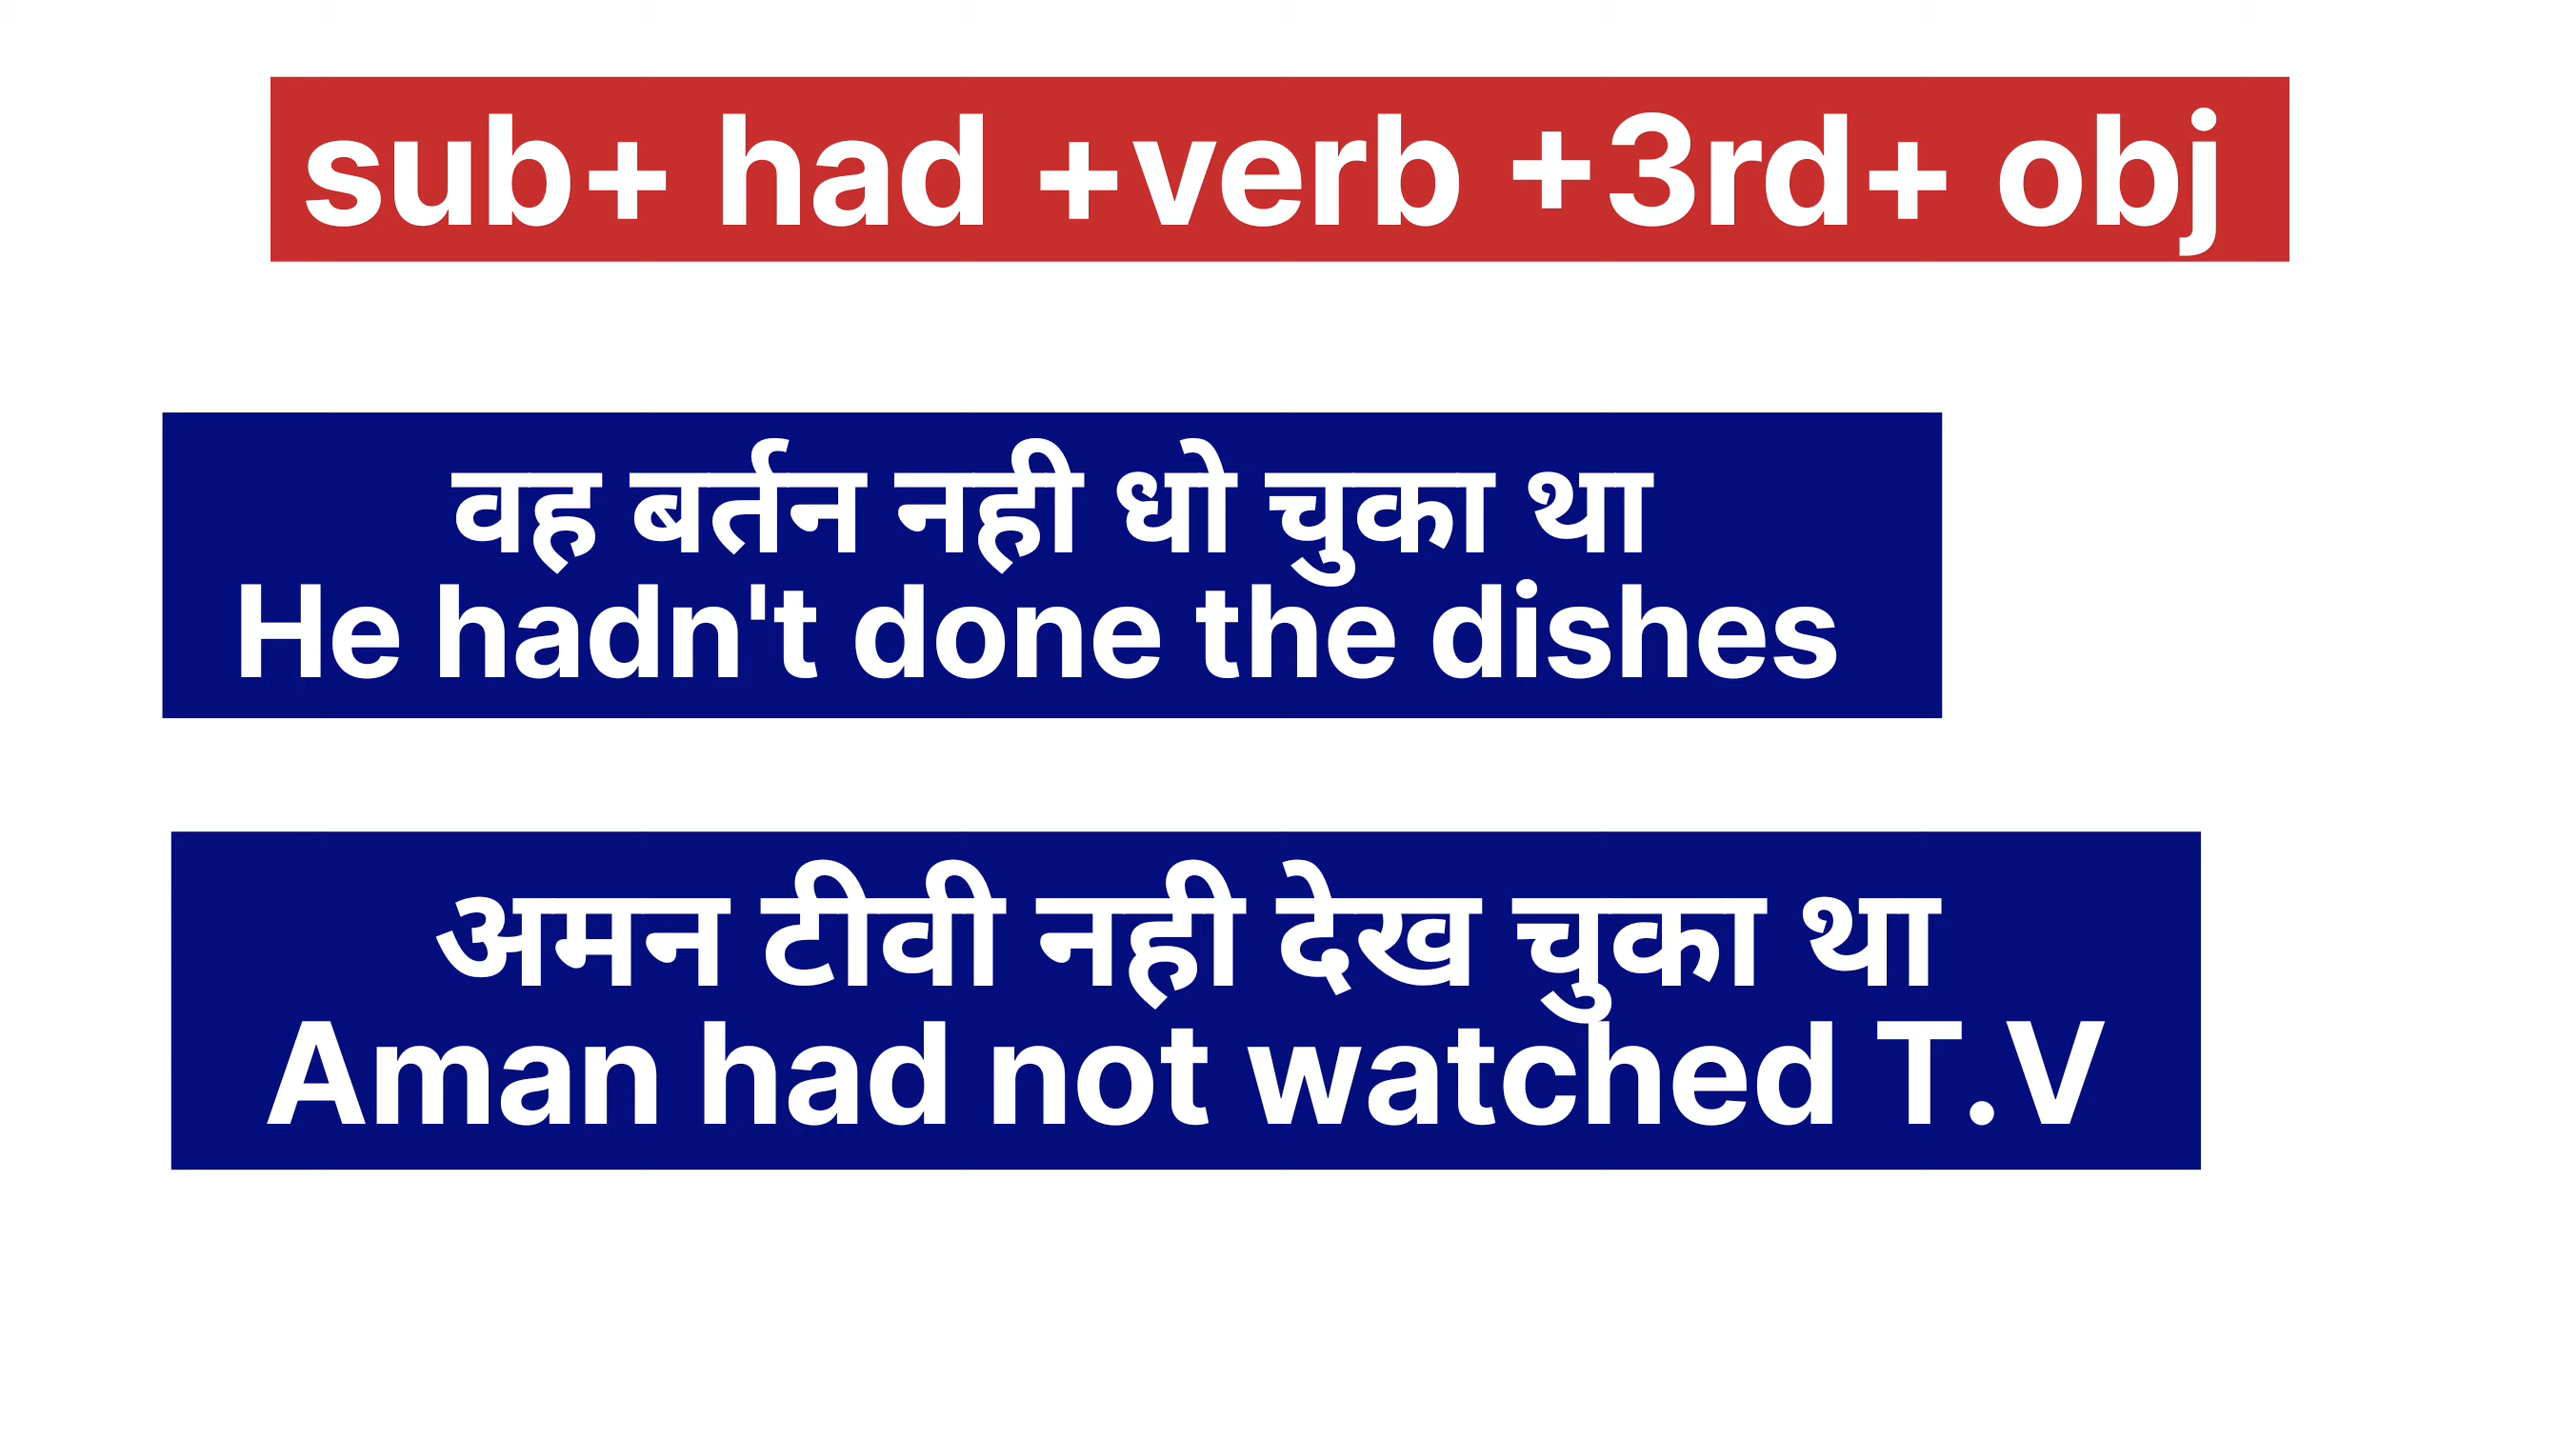 sub+ had +verb +3rd+ obj
वह बर्तन नही धो चुका था
He hadn't done the dishes
अमन टीवी नही देख चुका था
Aman had not watched T.V